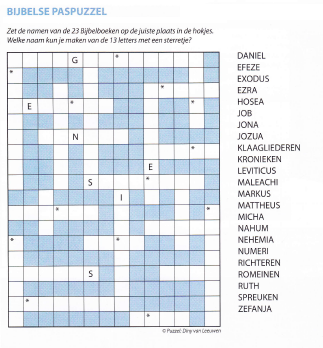 BIJBELSE PASPUZZEL
Zet de namen van de 23 Bijbelboeken op de juiste plaats in de hokjes.
Welke naam kun je maken van de 13 letters met een sterretje?
G *
*
*
E * *
N
*
E
S *
I
* *
* *
S
*
*
DANIEL
EFEZE
EXODUS
EZRA
HOSEA
JOB
JONA
JOZUA
KLAAGLIEDEREN
KRONIEKEN
LEVITICUS
MALEACHI
MARKUS
MATTHEUS
MICHA
NAHUM
NEHEMIA
NUMERI
RICHTEREN
ROMEINEN
RUTH
SPREUKEN
ZEFANJA
© Puzzel: Diny van Leeuwen